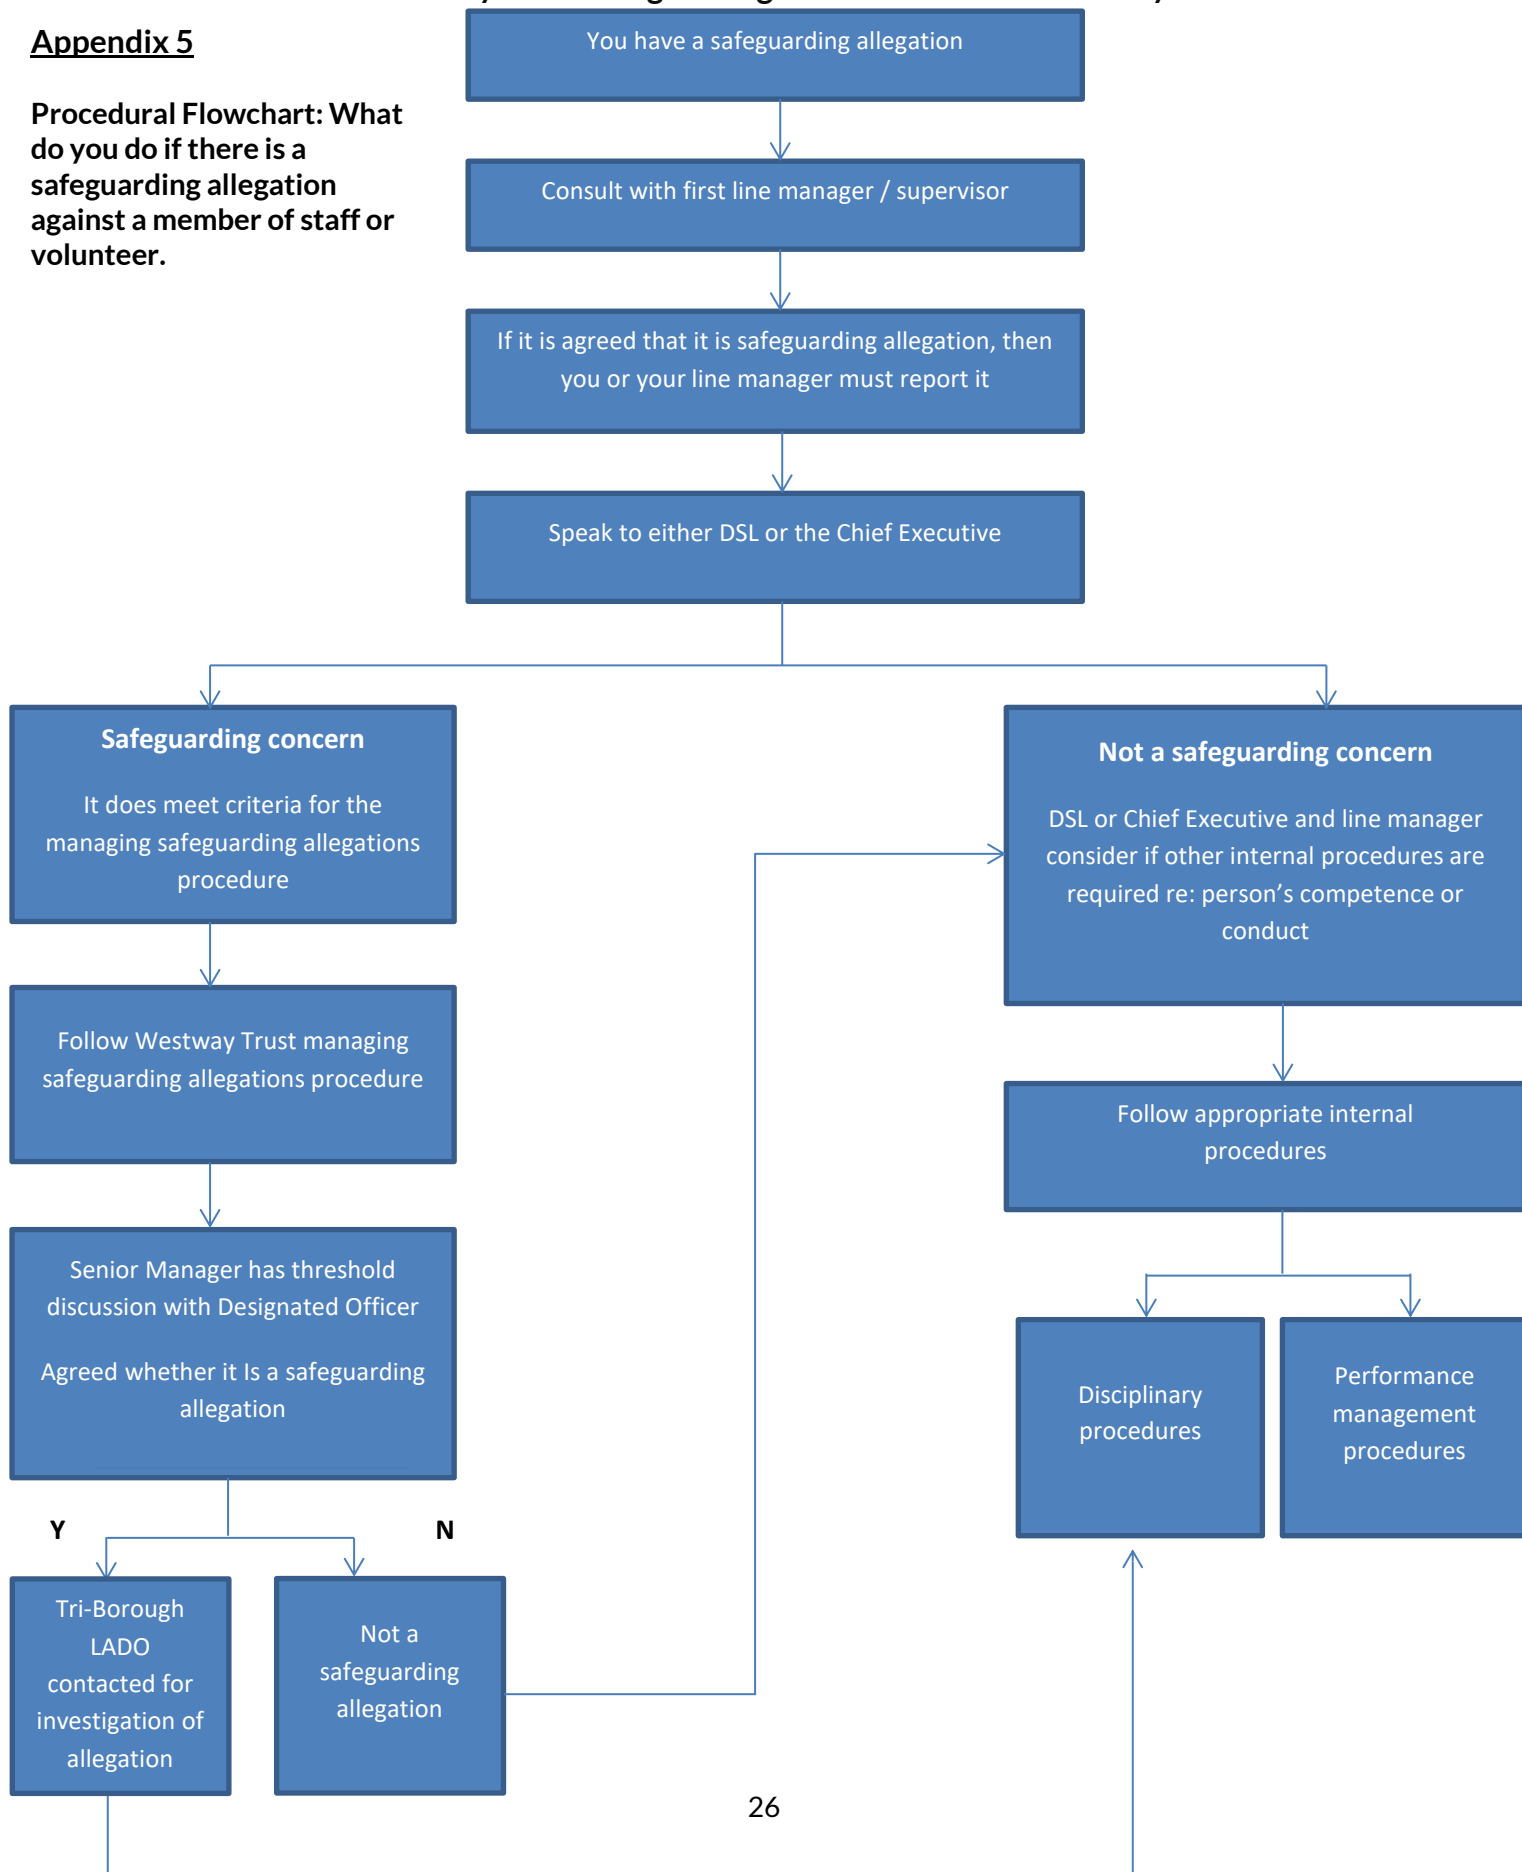 Appendix 5
Procedural Flowchart: What
do you do if there is a
safeguarding allegation
against a member of staff or
volunteer.
You have a safeguarding allegation
Consult with first line manager / supervisor
If it is agreed that it is safeguarding allegation, then
you or your line manager must report it
Speak to either DSL or the Chief Executive
Safeguarding concern
It does meet criteria for the
managing safeguarding allegations
procedure
Follow Westway Trust managing
safeguarding allegations procedure
Senior Manager has threshold
discussion with Designated Officer
Agreed whether it Is a safeguarding
allegation
Y
N
Tri-Borough
LADO
contacted for
investigation of
allegation
Not a
safeguarding
allegation
Not a safeguarding concern
DSL or Chief Executive and line manager
consider if other internal procedures are
required re: person’s competence or
conduct
Follow appropriate internal
procedures
Disciplinary
procedures
Performance
management
procedures
26